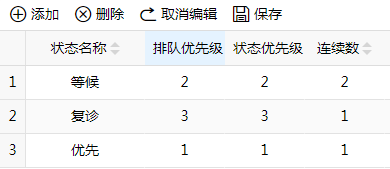 添加 删除 取消编辑 保存
状态名称 排队优先级 状态优先级 连续数
1 等候 2 2 2
2 复诊 3 3 1
3 优先 1 1 1